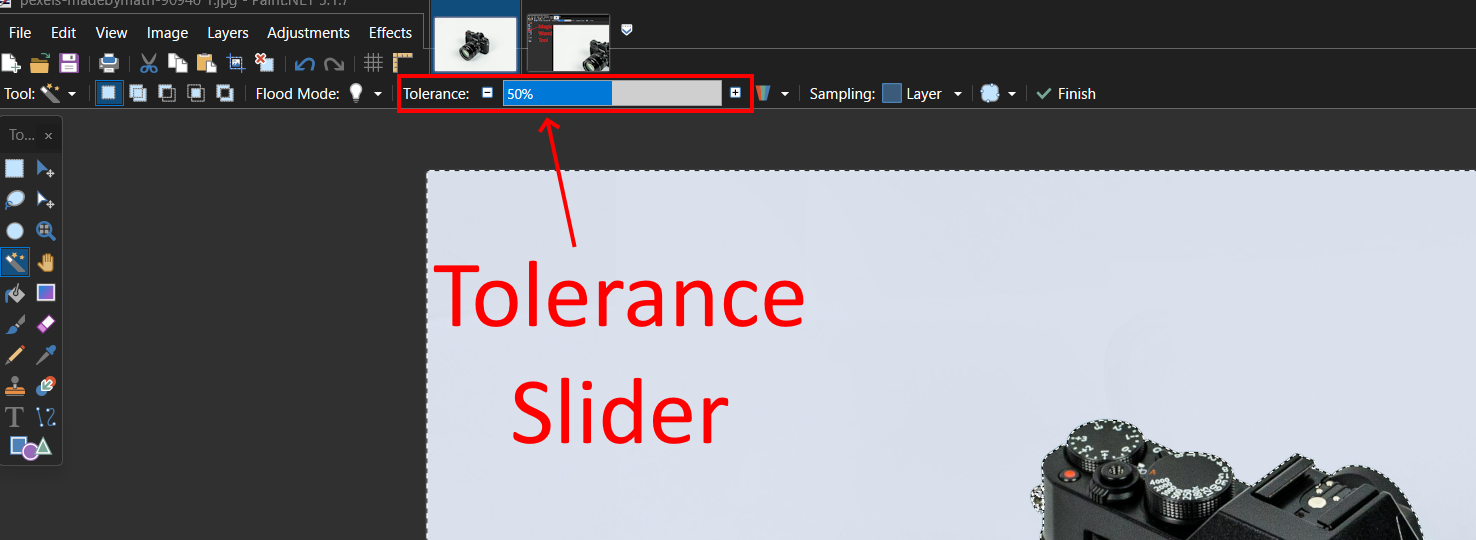 pexels-madebymath-90946 1.jpg - Paint.NET 5.1.7
File Edit View Image Layers Adjustments Effects
Tool: Flood Mode: Tolerance: 50% Sampling: Layer Finish
To... ×
Tolerance
Slider